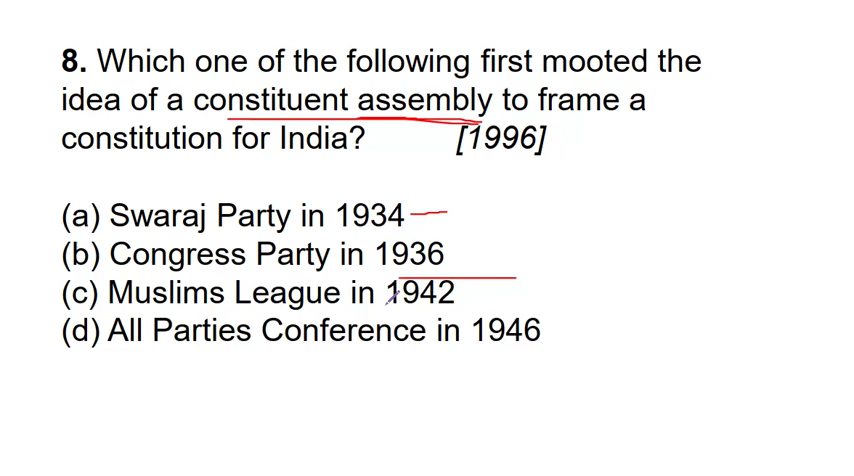 8. Which one of the following first mooted the
idea of a constituent assembly to frame a
constitution for India? [1996]
(a) Swaraj Party in 1934
(b) Congress Party in 1936
(c) Muslims League in 1942
(d) All Parties Conference in 1946